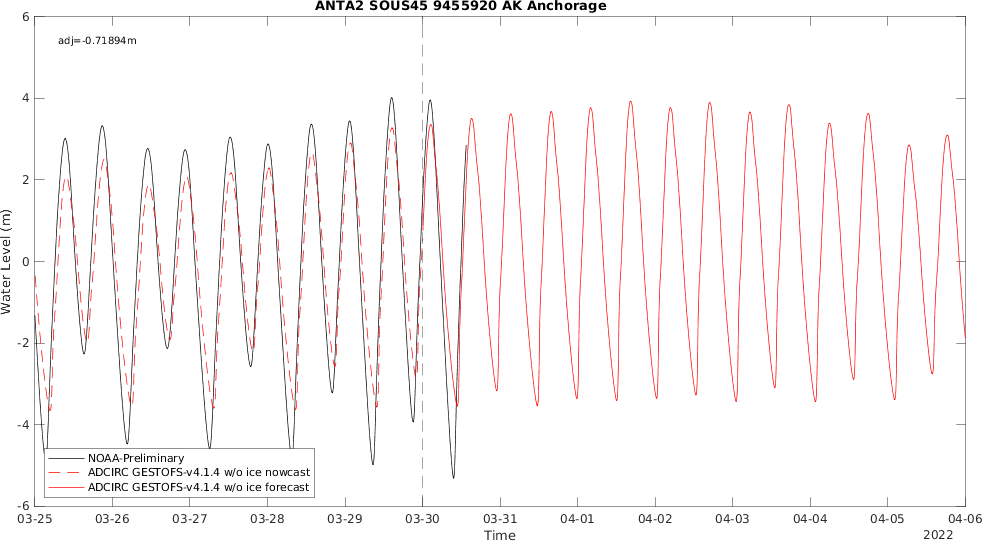 ANTA2 SOUS45 9455920 AK Anchorage
adj=-0.71894m
6
4
2
0
-2
-4
-6
Water Level (m)
NOAA-Preliminary
ADCIRC GESTOFS-v4.1.4 w/o ice nowcast
ADCIRC GESTOFS-v4.1.4 w/o ice forecast
03-25 03-26 03-27 03-28 03-29 03-30 03-31 04-01 04-02 04-03 04-04 04-05 04-06
Time
2022